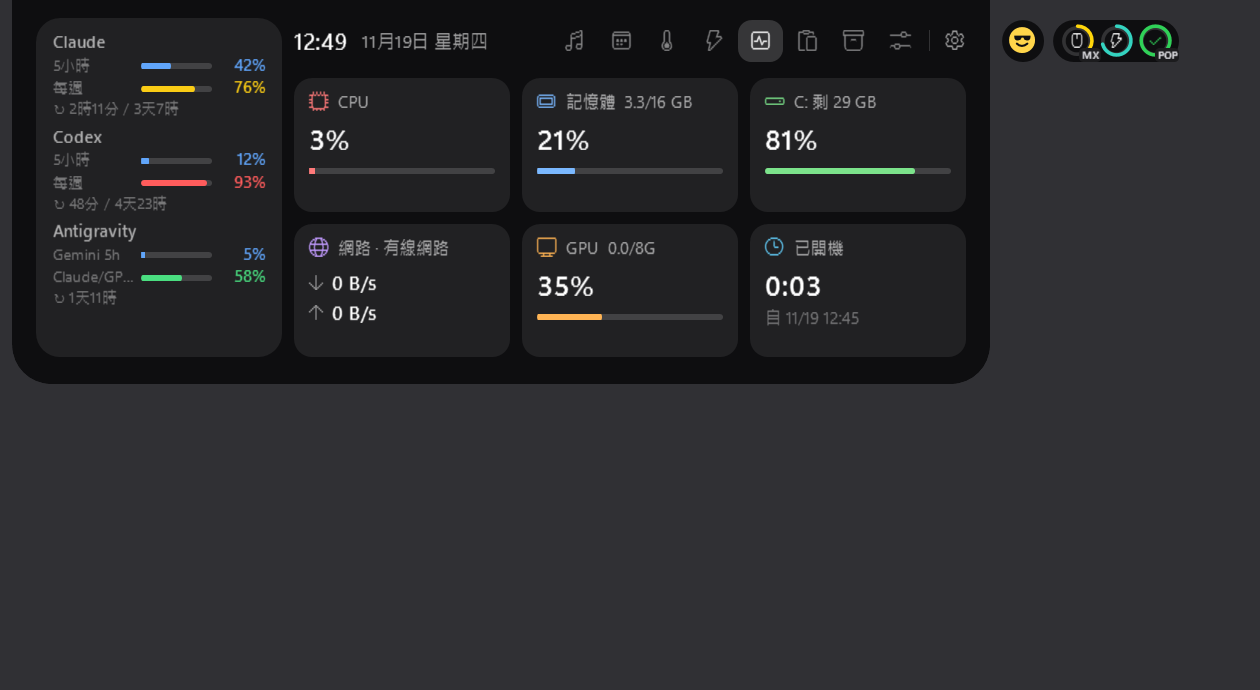 Claude
5小時 42%
每週 76%
↻ 2時11分 / 3天7時
Codex
5小時 12%
每週 93%
↻ 48分 / 4天23時
Antigravity
Gemini 5h 5%
Claude/GP... 58%
↻ 1天11時
12:49 11月19日 星期四
CPU
3%
記憶體 3.3/16 GB
21%
C: 剩 29 GB
81%
網路 · 有線網路
↓ 0 B/s
↑ 0 B/s
GPU 0.0/8G
35%
已開機
0:03
自 11/19 12:45
MX
POP